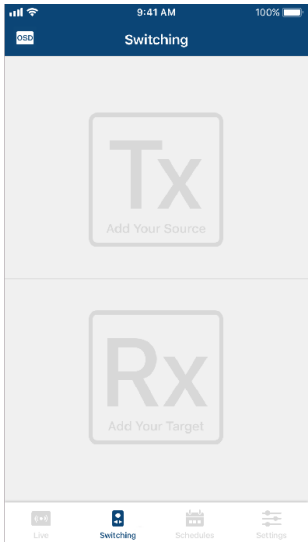 9:41 AM
100%
OSD
Switching
Tx
Add Your Source
Rx
Add Your Target
Live
Switching
Schedules
Settings